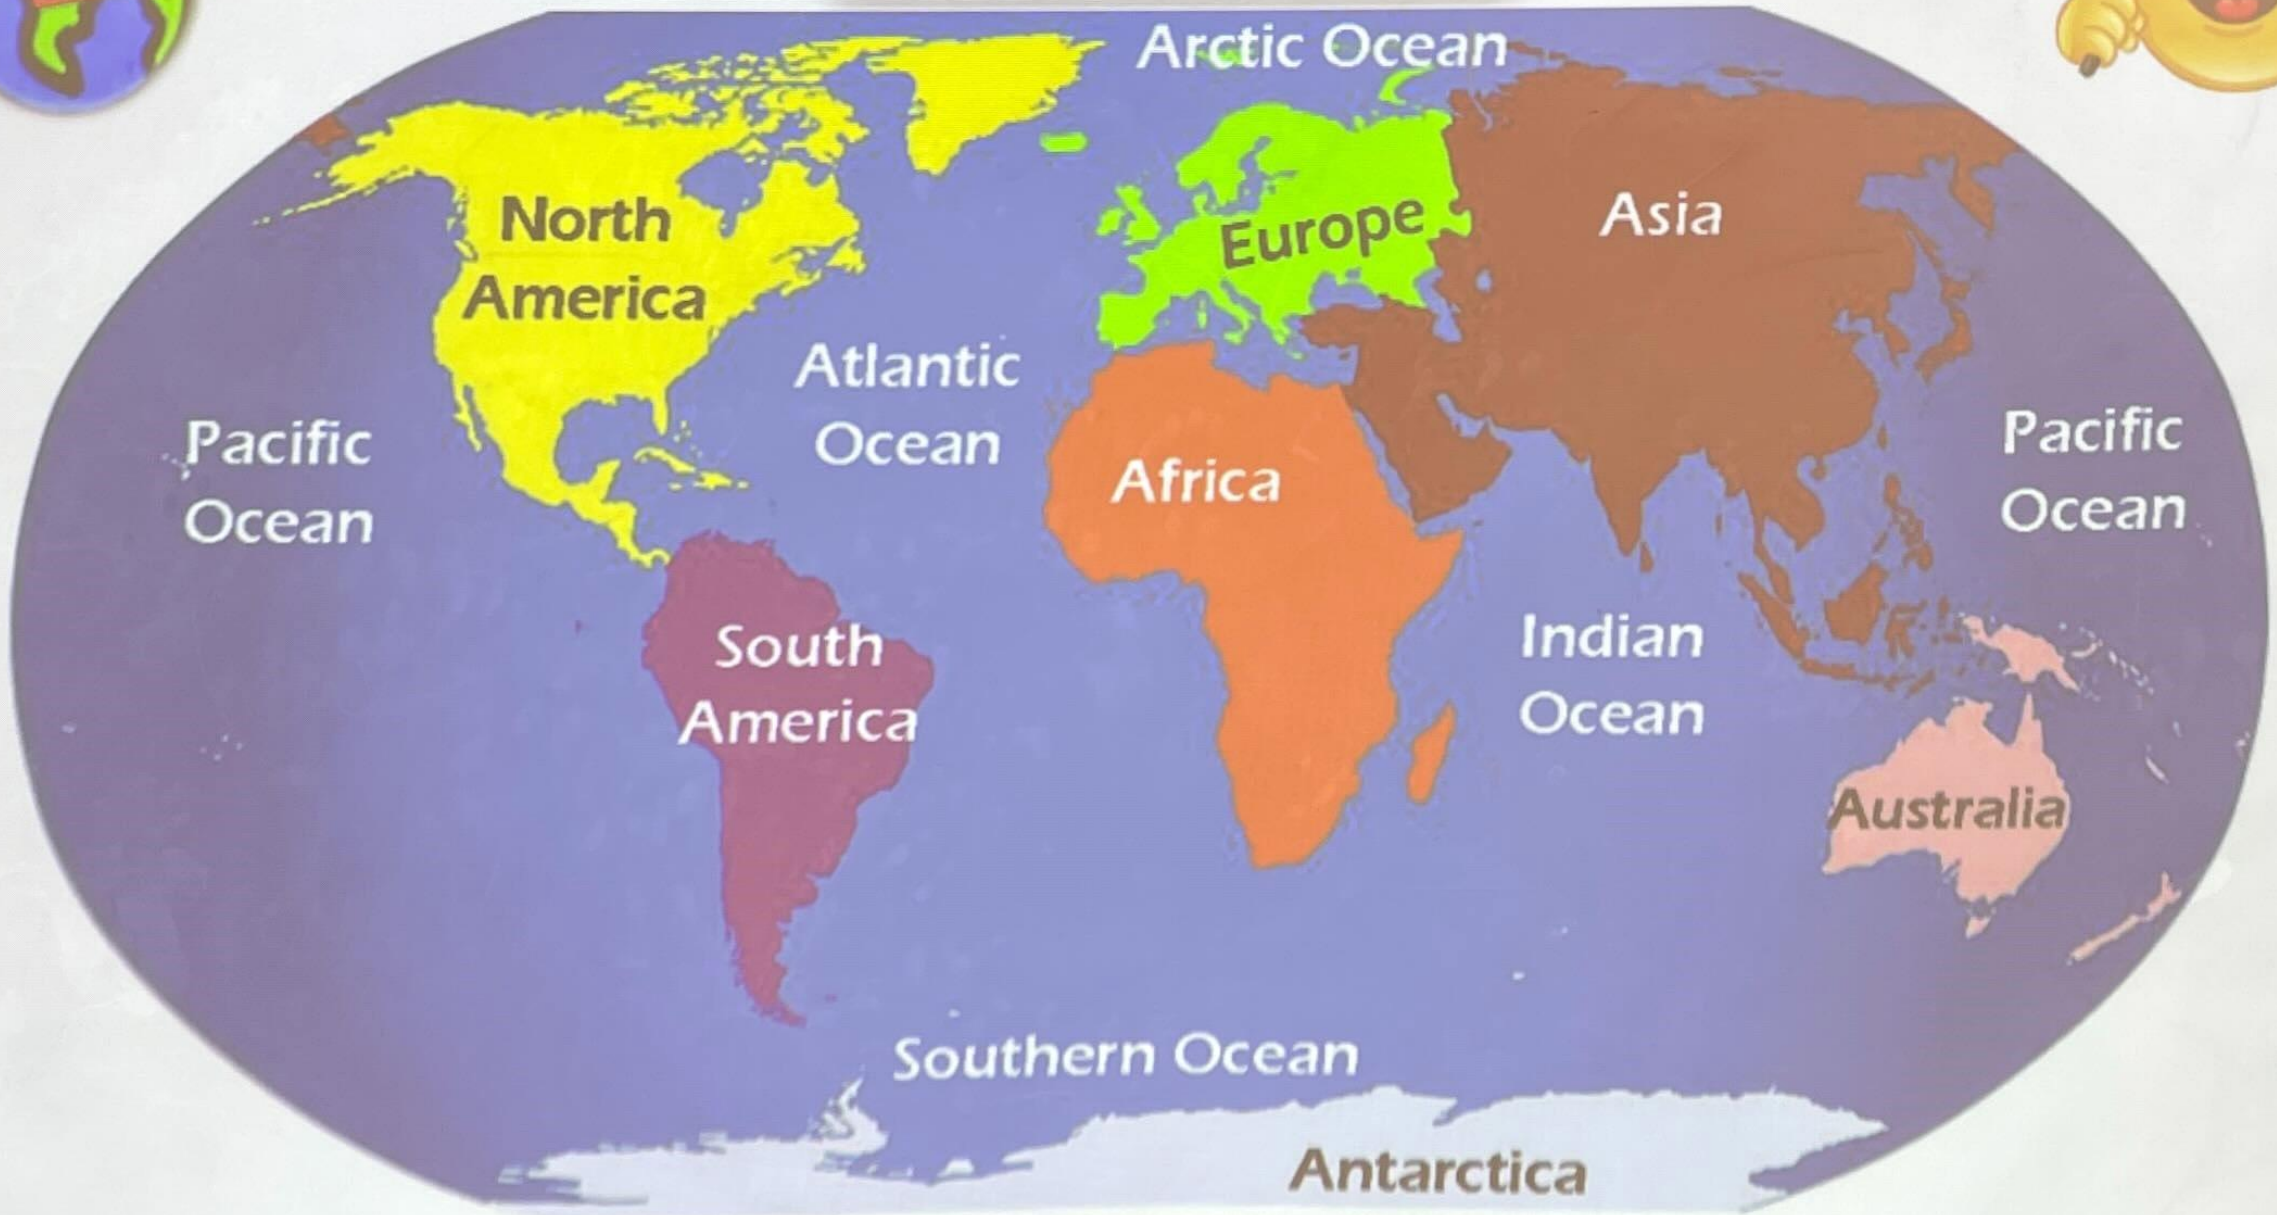 Arctic Ocean
North
America
Europe
Asia
Atlantic
Ocean
Pacific
Ocean
Africa
Pacific
Ocean
South
America
Indian
Ocean
Australia
Southern Ocean
Antarctica